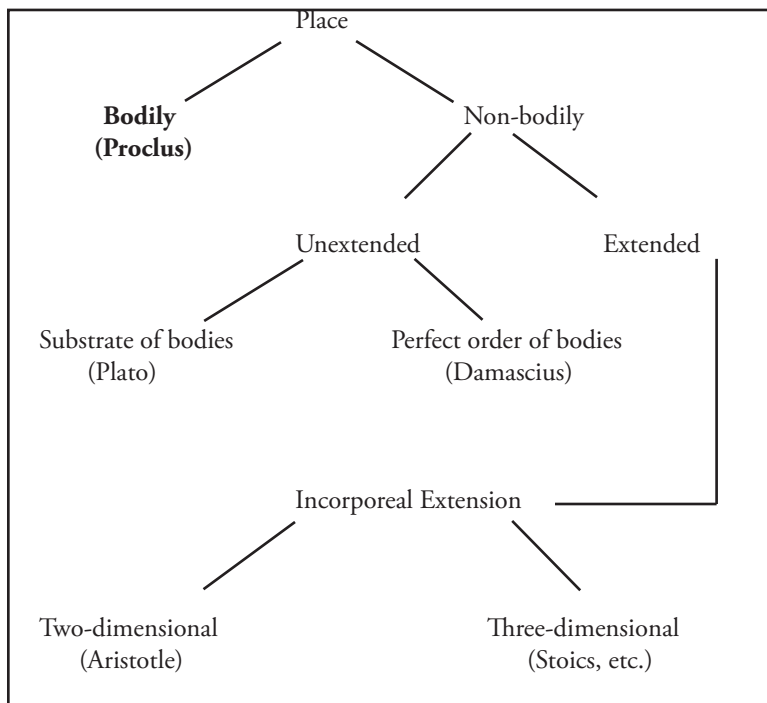 Place
Bodily
(Proclus)
Non-bodily
Unextended
Extended
Substrate of bodies
(Plato)
Perfect order of bodies
(Damascius)
Incorporeal Extension
Two-dimensional
(Aristotle)
Three-dimensional
(Stoics, etc.)